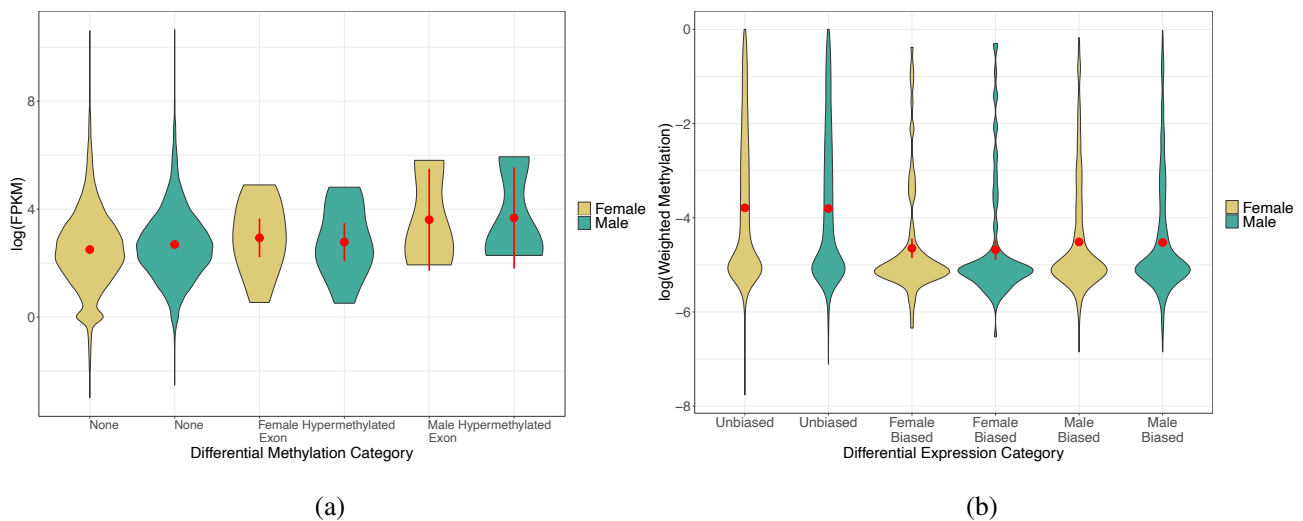 log(FPKM)
8
4
0
None
None
Female Hypermethylated
Exon
Male Hypermethylated
Exon
Differential Methylation Category
Female
Male
(a)
log(Weighted Methylation)
0
−2
−4
−6
−8
Unbiased
Unbiased
Female
Biased
Female
Biased
Male
Biased
Male
Biased
Differential Expression Category
Female
Male
(b)